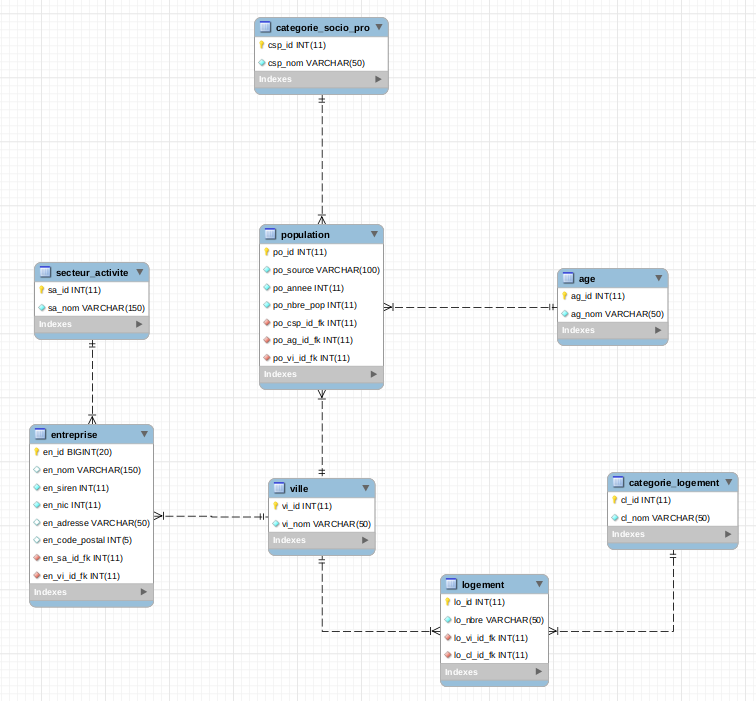 categorie_socio_pro
csp_id INT(11)
csp_nom VARCHAR(50)
Indexes
population
po_id INT(11)
po_source VARCHAR(100)
po_annee INT(11)
po_nbre_pop INT(11)
po_csp_id_fk INT(11)
po_ag_id_fk INT(11)
po_vi_id_fk INT(11)
Indexes
secteur_activite
sa_id INT(11)
sa_nom VARCHAR(150)
Indexes
age
ag_id INT(11)
ag_nom VARCHAR(50)
Indexes
entreprise
en_id BIGINT(20)
en_nom VARCHAR(150)
en_siren INT(11)
en_nic INT(11)
en_adresse VARCHAR(50)
en_code_postal INT(5)
en_sa_id_fk INT(11)
en_vi_id_fk INT(11)
Indexes
ville
vi_id INT(11)
vi_nom VARCHAR(50)
Indexes
categorie_logement
cl_id INT(11)
cl_nom VARCHAR(50)
Indexes
logement
lo_id INT(11)
lo_nbre VARCHAR(50)
lo_vi_id_fk INT(11)
lo_cl_id_fk INT(11)
Indexes